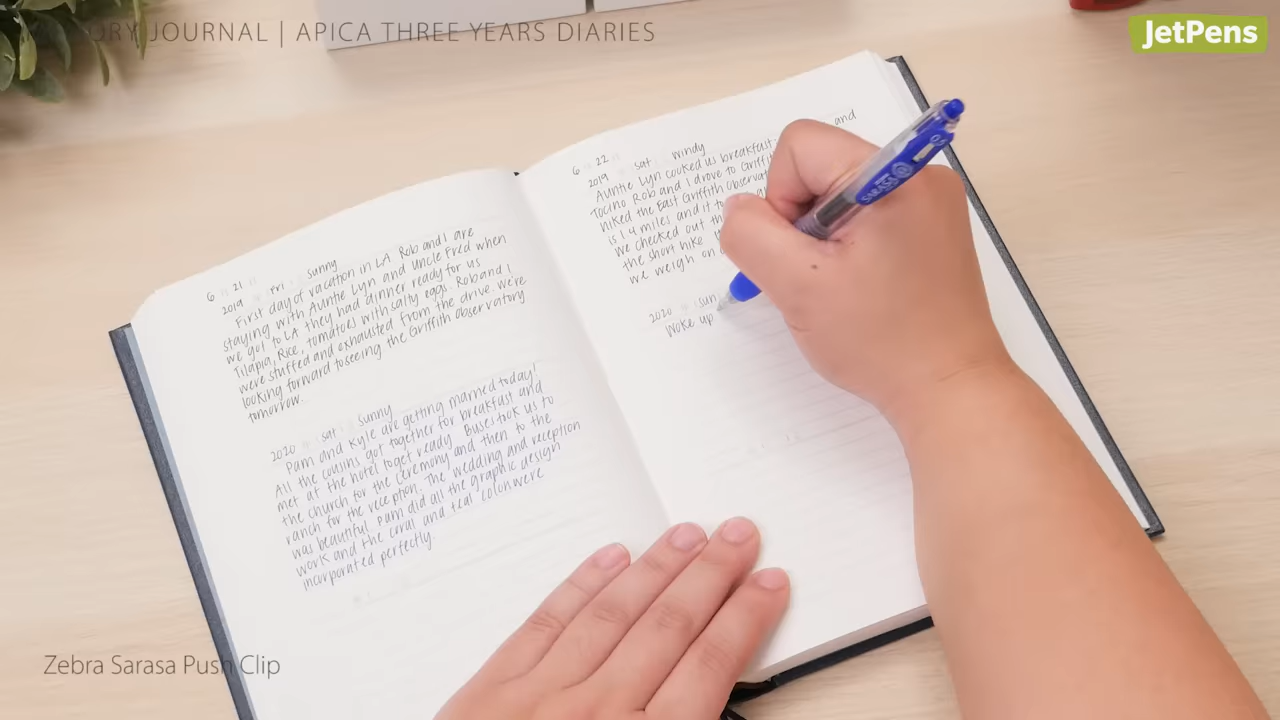 ORY JOURNAL | APICA THREE YEARS DIARIES
JetPens
6 21
2019 Fri sunny
First day of vacation in LA Rob and I are
staying with Auntie Lyn and Uncle Fred when
we got to LA they had dinner ready for us
Tilapia, Rice, tomatoes with salty eggs. Rob and I
were stuffed and exhausted from the drive. We're
looking forward to seeing the Griffith Observatory
tomorrow.
2020 sat sunny
Pam and Kyle are getting married today!
All the cousins got together for breakfast and
met at the hotel to get ready. Buses took us to
the church for the ceremony and then to the
ranch for the reception. The wedding and reception
was beautiful. Pam did all the graphic design
work and the coral and teal colors were
incorporated perfectly.
6 22
2019 sat windy
Auntie Lyn cooked us breakfast: and
Tocino Rob and I drove to Griffi
hiked the East Griffith Observat
is 1.4 miles and it to
we checked out th
the short hike
we weigh on
2020 sun
Woke up
SARASA
Zebra Sarasa Push Clip